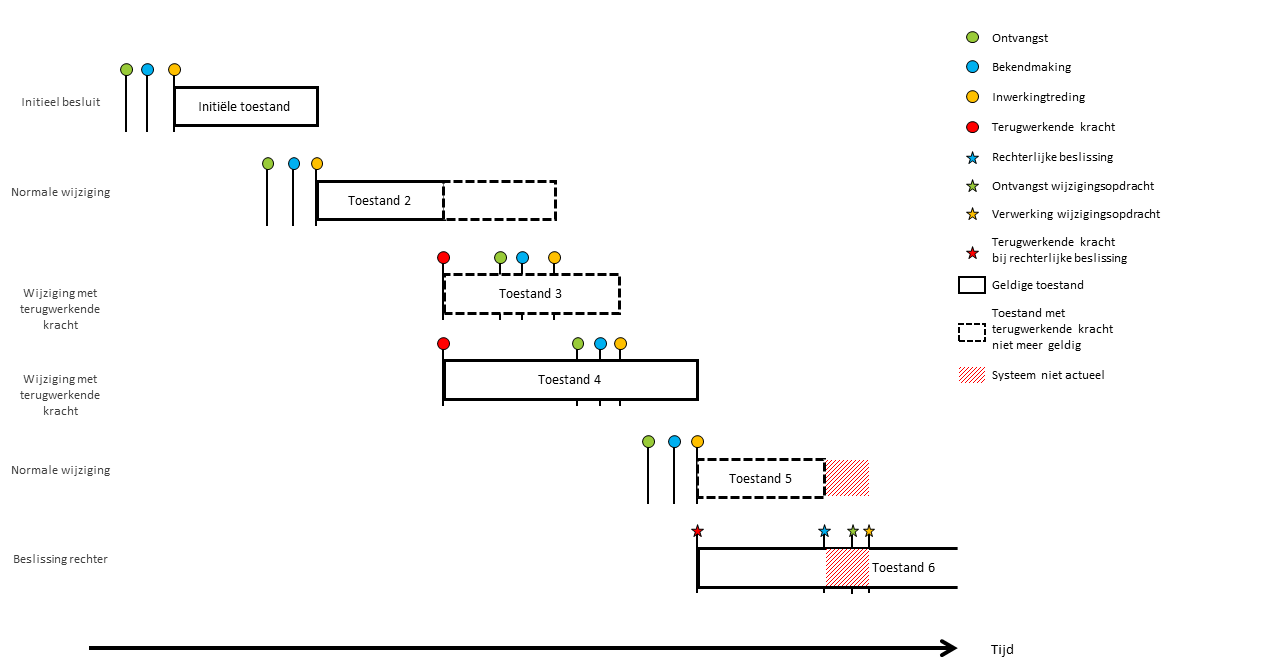 Initieel besluit
Initiële toestand
Normale wijziging
Toestand 2
Wijziging met
terugwerkende
kracht
Toestand 3
Wijziging met
terugwerkende
kracht
Toestand 4
Normale wijziging
Toestand 5
Beslissing rechter
Toestand 6
Tijd
Ontvangst
Bekendmaking
Inwerkingtreding
Terugwerkende kracht
Rechterlijke beslissing
Ontvangst wijzigingsopdracht
Verwerking wijzigingsopdracht
Terugwerkende kracht
bij rechterlijke beslissing
Geldige toestand
Toestand met
terugwerkende kracht
niet meer geldig
Systeem niet actueel